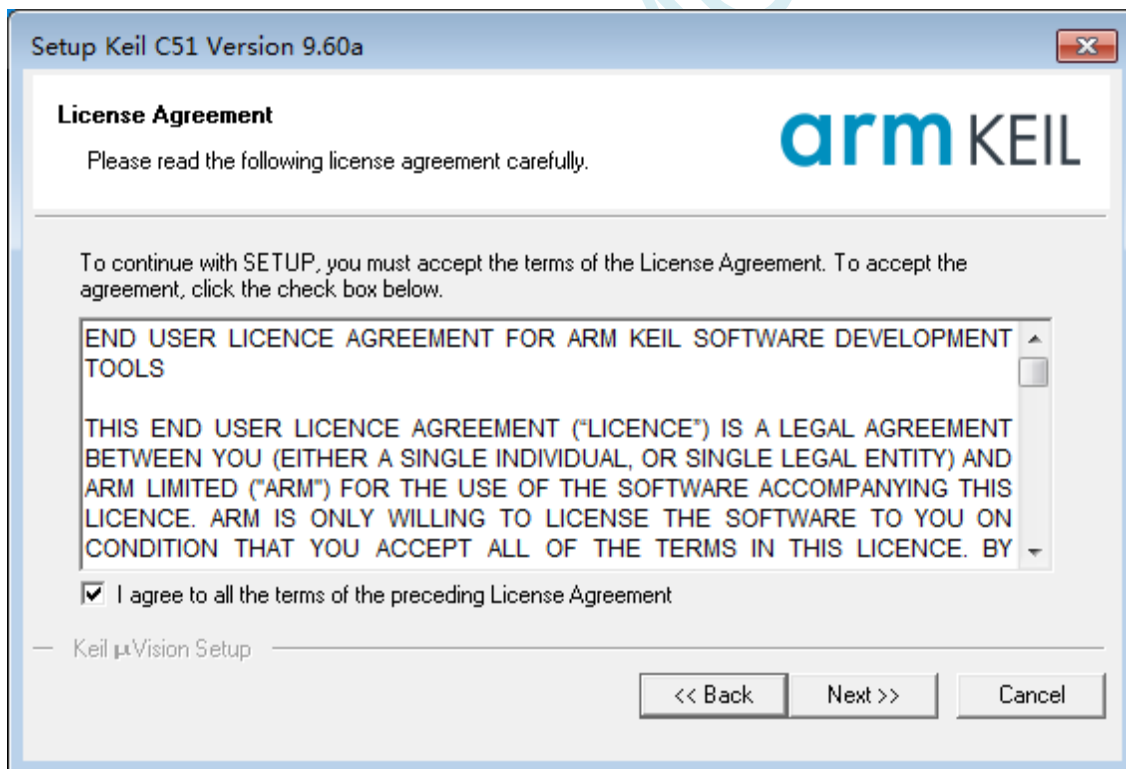 Setup Keil C51 Version 9.60a
License Agreement
Please read the following license agreement carefully.
arm KEIL
To continue with SETUP, you must accept the terms of the License Agreement. To accept the
agreement, click the check box below.
END USER LICENCE AGREEMENT FOR ARM KEIL SOFTWARE DEVELOPMENT
TOOLS
THIS END USER LICENCE AGREEMENT (“LICENCE”) IS A LEGAL AGREEMENT
BETWEEN YOU (EITHER A SINGLE INDIVIDUAL, OR SINGLE LEGAL ENTITY) AND
ARM LIMITED ("ARM") FOR THE USE OF THE SOFTWARE ACCOMPANYING THIS
LICENCE. ARM IS ONLY WILLING TO LICENSE THE SOFTWARE TO YOU ON
CONDITION THAT YOU ACCEPT ALL OF THE TERMS IN THIS LICENCE. BY
I agree to all the terms of the preceding License Agreement
Keil µVision Setup
<< Back Next >> Cancel